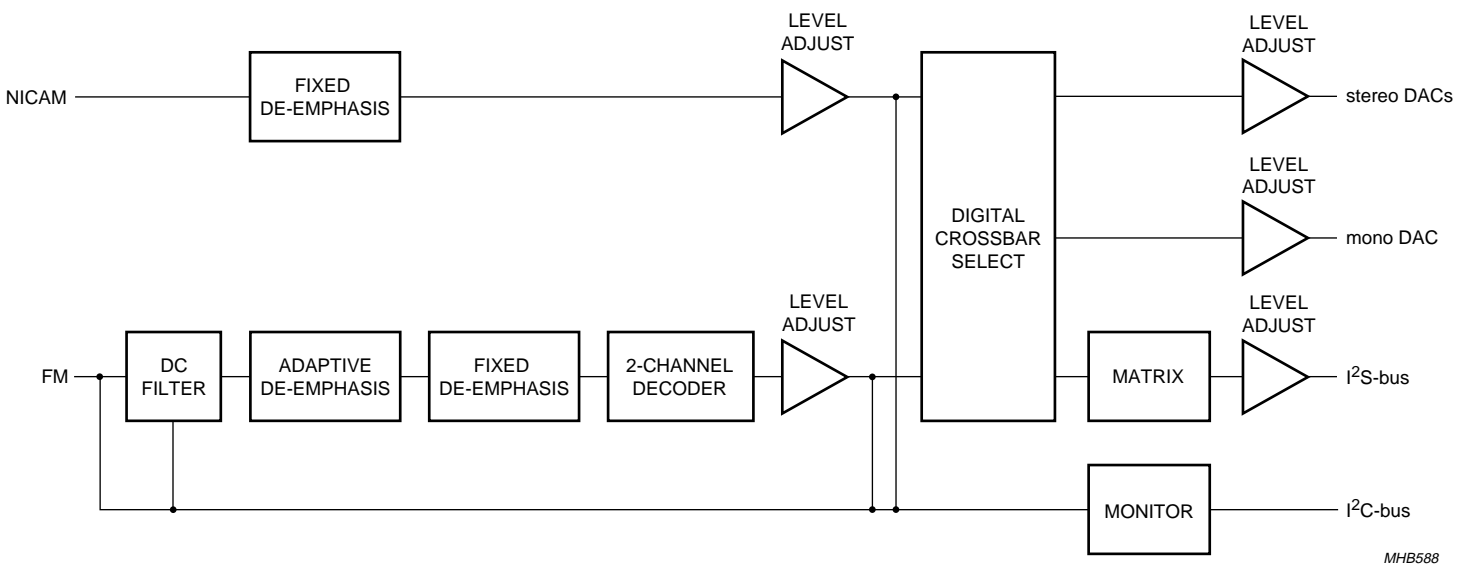 LEVEL
ADJUST
LEVEL
ADJUST
NICAM
FIXED
DE-EMPHASIS
stereo DACs
LEVEL
ADJUST
DIGITAL
CROSSBAR
SELECT
mono DAC
LEVEL
ADJUST
LEVEL
ADJUST
FM
DC
FILTER
ADAPTIVE
DE-EMPHASIS
FIXED
DE-EMPHASIS
2-CHANNEL
DECODER
MATRIX
I²S-bus
MONITOR
I²C-bus
MHB588